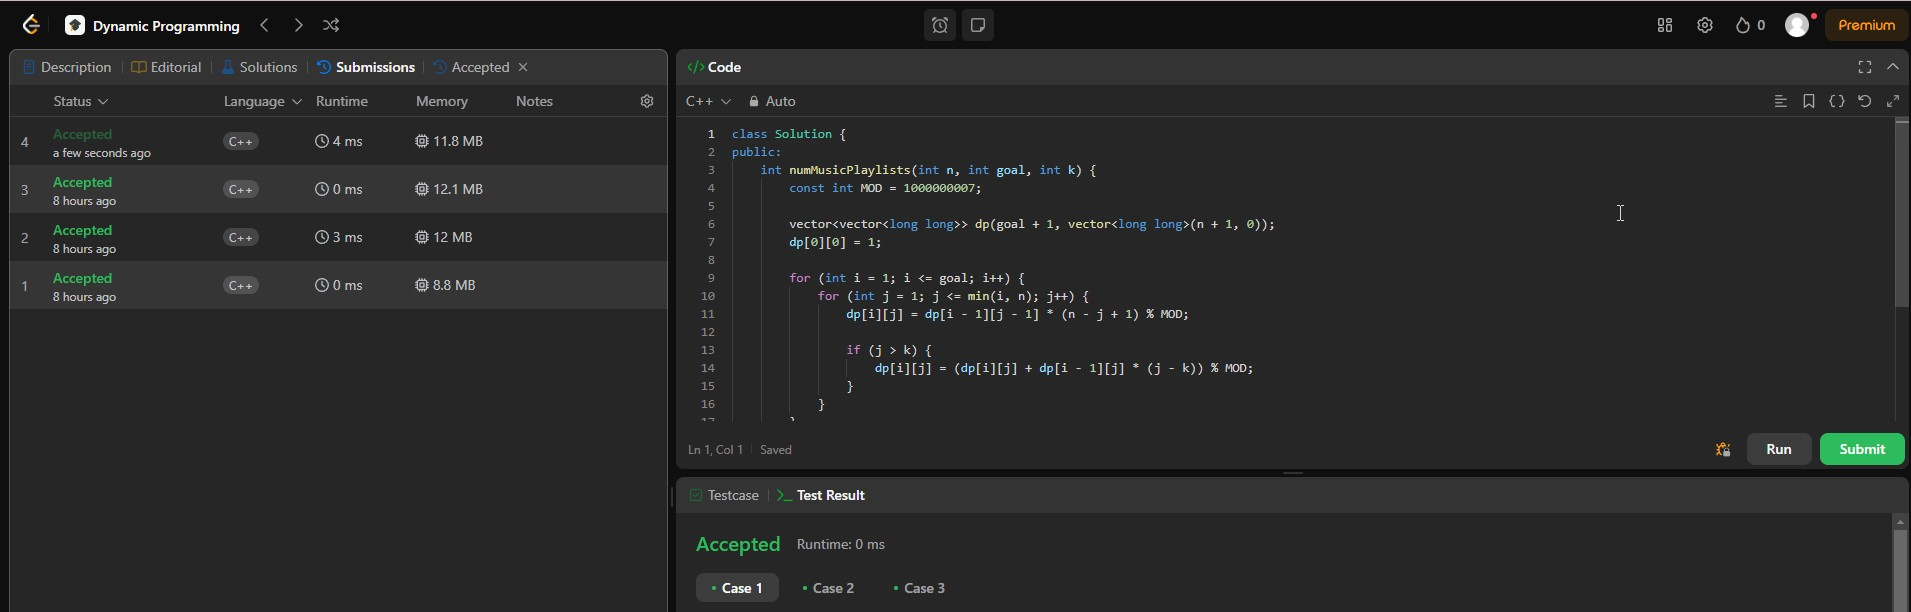 Dynamic Programming
0
Premium
Description
Editorial
Solutions
Submissions
Accepted
Status Language Runtime Memory Notes
4 Accepted C++ 4 ms 11.8 MB
a few seconds ago
3 Accepted C++ 0 ms 12.1 MB
8 hours ago
2 Accepted C++ 3 ms 12 MB
8 hours ago
1 Accepted C++ 0 ms 8.8 MB
8 hours ago
</> Code
C++ Auto
1 class Solution {
2 public:
3 int numMusicPlaylists(int n, int goal, int k) {
4 const int MOD = 1000000007;
5
6 vector<vector<long long>> dp(goal + 1, vector<long long>(n + 1, 0));
7 dp[0][0] = 1;
8
9 for (int i = 1; i <= goal; i++) {
10 for (int j = 1; j <= min(i, n); j++) {
11 dp[i][j] = dp[i - 1][j - 1] * (n - j + 1) % MOD;
12
13 if (j > k) {
14 dp[i][j] = (dp[i][j] + dp[i - 1][j] * (j - k)) % MOD;
15 }
16 }
17 }
Ln 1, Col 1 Saved
Run
Submit
Testcase
Test Result
Accepted Runtime: 0 ms
Case 1 Case 2 Case 3